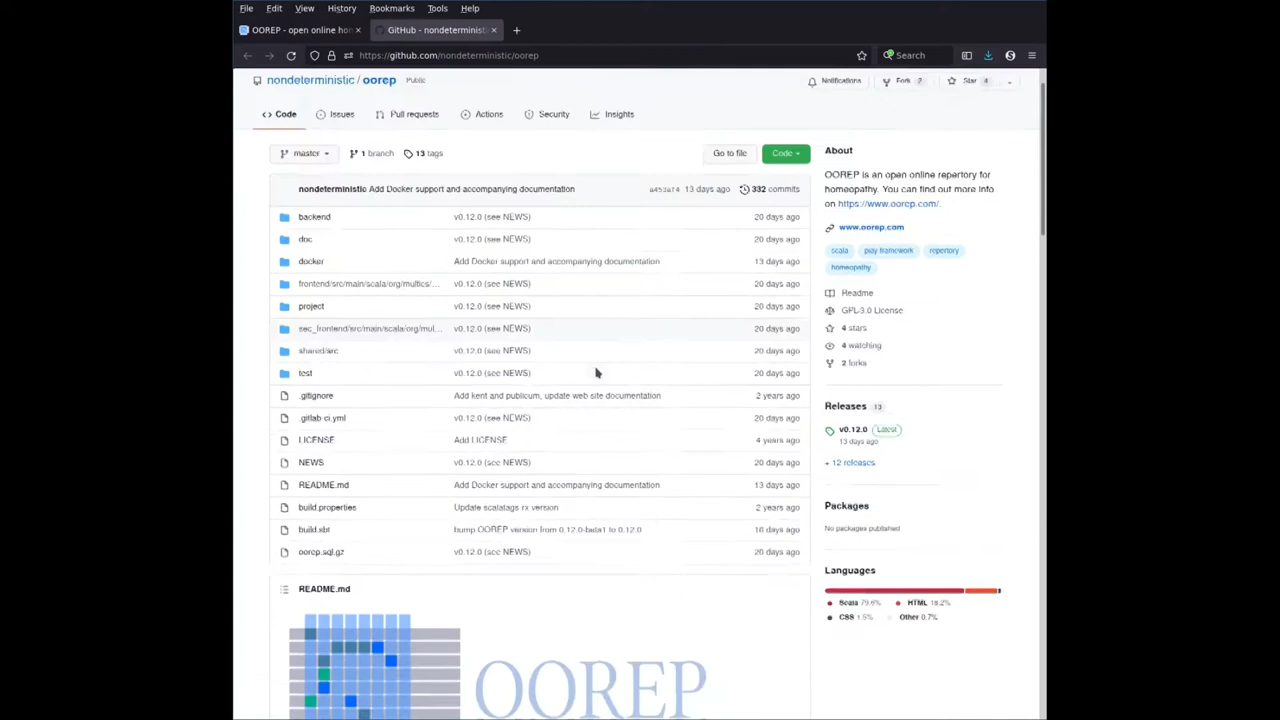 File Edit View History Bookmarks Tools Help
OOREP - open online hom
GitHub - nondeterministic
https://github.com/nondeterministic/oorep
Search
nondeterministic / oorep Public
Notifications Fork 2 Star 4
Code Issues Pull requests Actions Security Insights
master 1 branch 13 tags Go to file Code
nondeterministic Add Docker support and accompanying documentation 13 days ago 332 commits
backend v0.12.0 (see NEWS) 20 days ago
doc v0.12.0 (see NEWS) 20 days ago
docker Add Docker support and accompanying documentation 13 days ago
frontend/src/main/scala/org/multics/... v0.12.0 (see NEWS) 20 days ago
project v0.12.0 (see NEWS) 20 days ago
sec_frontend/src/main/scala/org/mul... v0.12.0 (see NEWS) 20 days ago
shared/src v0.12.0 (see NEWS) 20 days ago
test v0.12.0 (see NEWS) 20 days ago
.gitignore Add kent and publicum, update web site documentation 2 years ago
.gitlab-ci.yml v0.12.0 (see NEWS) 20 days ago
LICENSE Add LICENSE 4 years ago
NEWS v0.12.0 (see NEWS) 20 days ago
README.md Add Docker support and accompanying documentation 13 days ago
build.properties Update scalatags rx version 2 years ago
build.sbt bump OOREP version from 0.12.0-beta1 to 0.12.0 16 days ago
oorep.sql.gz v0.12.0 (see NEWS) 20 days ago
README.md
OOREP
About
OOREP is an open online repertory for
homeopathy. You can find out more info
on https://www.oorep.com/.
www.oorep.com
scala play framework repertory
homeopathy
Readme
GPL-3.0 License
4 stars
4 watching
2 forks
Releases 13
v0.12.0 Latest
13 days ago
+ 12 releases
Packages
No packages published
Languages
Scala 79.6% HTML 18.2%
CSS 1.5% Other 0.7%